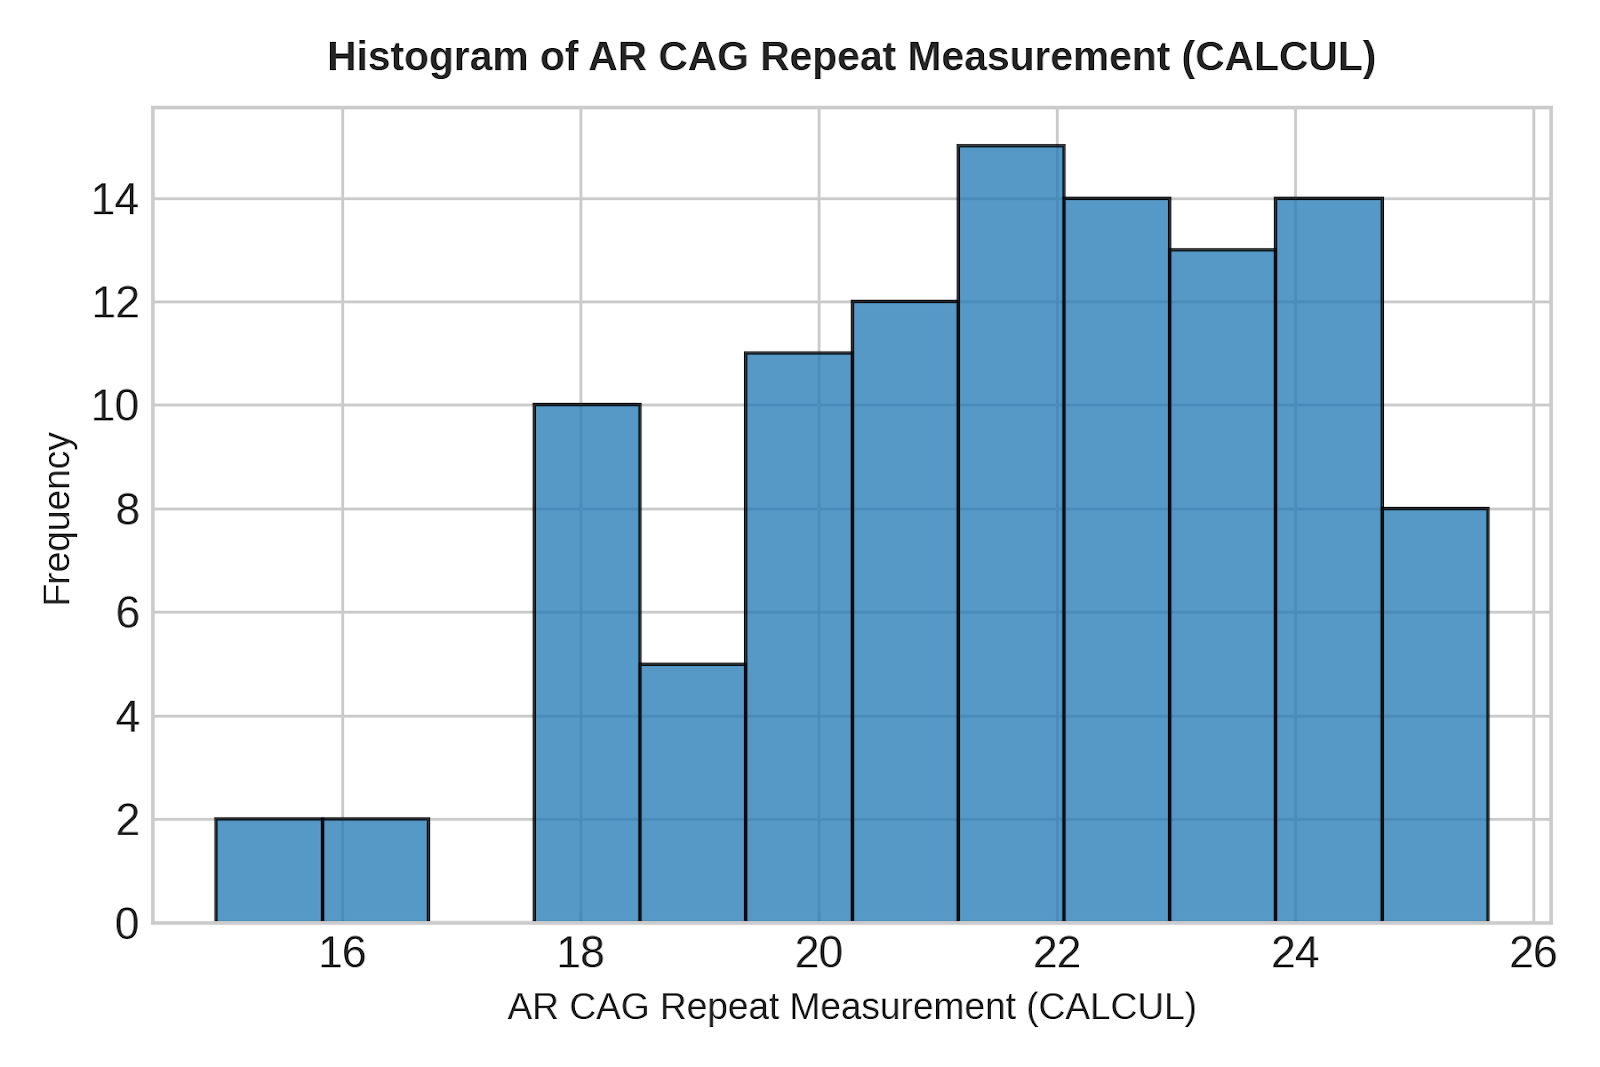 Histogram of AR CAG Repeat Measurement (CALCUL)
14
12
10
8
6
4
2
0
Frequency
16 18 20 22 24 26
AR CAG Repeat Measurement (CALCUL)